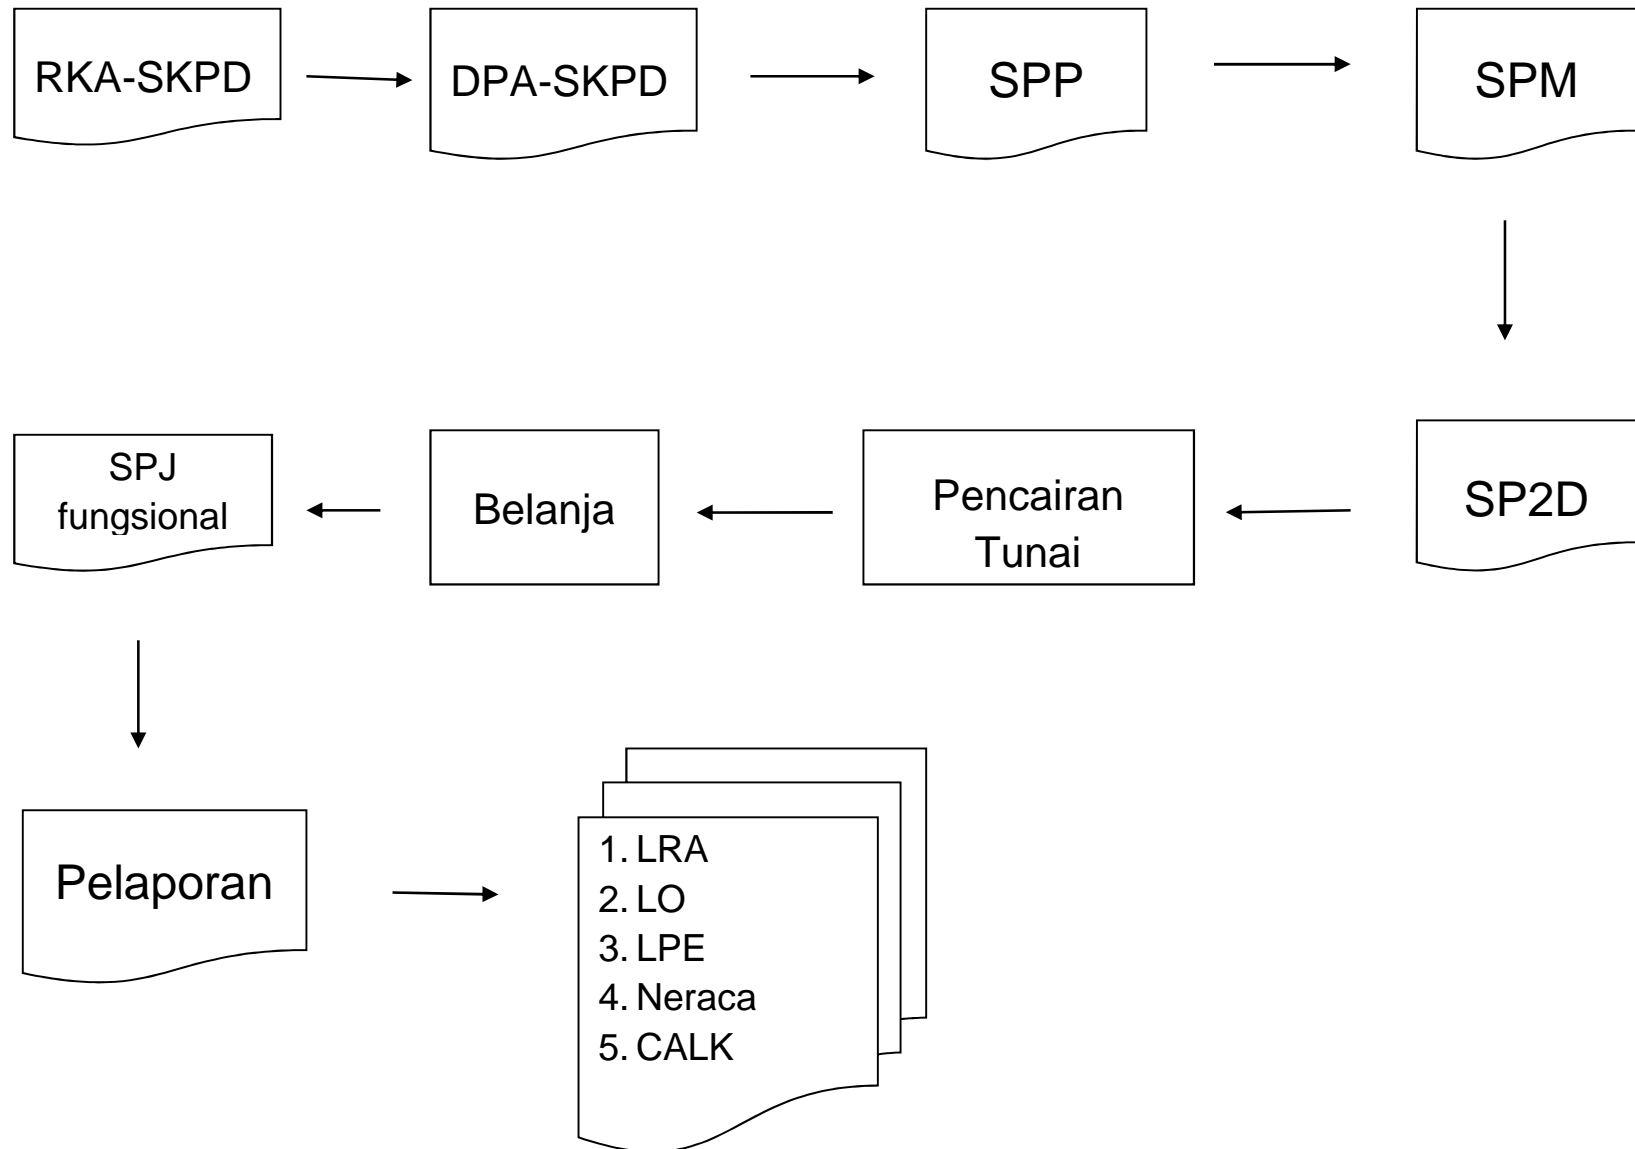 RKA-SKPD
DPA-SKPD
SPP
SPM
SPJ
fungsional
Belanja
Pencairan
Tunai
SP2D
Pelaporan
1. LRA
2. LO
3. LPE
4. Neraca
5. CALK